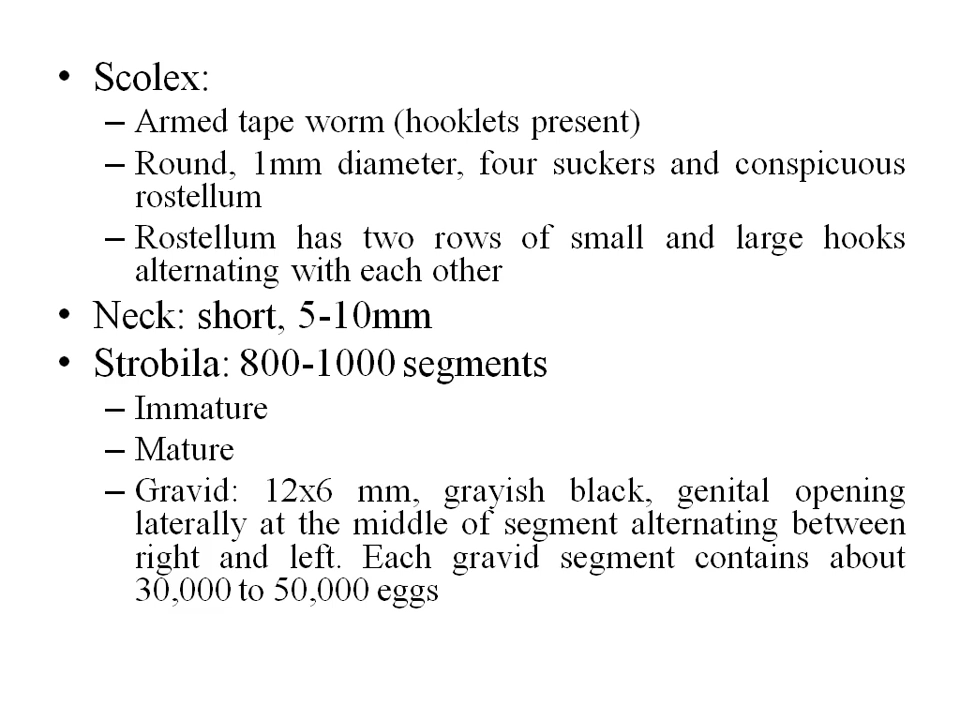 • Scolex:
– Armed tape worm (hooklets present)
– Round, 1mm diameter, four suckers and conspicuous
rostellum
– Rostellum has two rows of small and large hooks
alternating with each other
• Neck: short, 5-10mm
• Strobila: 800-1000 segments
– Immature
– Mature
– Gravid: 12x6 mm, grayish black, genital opening
laterally at the middle of segment alternating between
right and left. Each gravid segment contains about
30,000 to 50,000 eggs